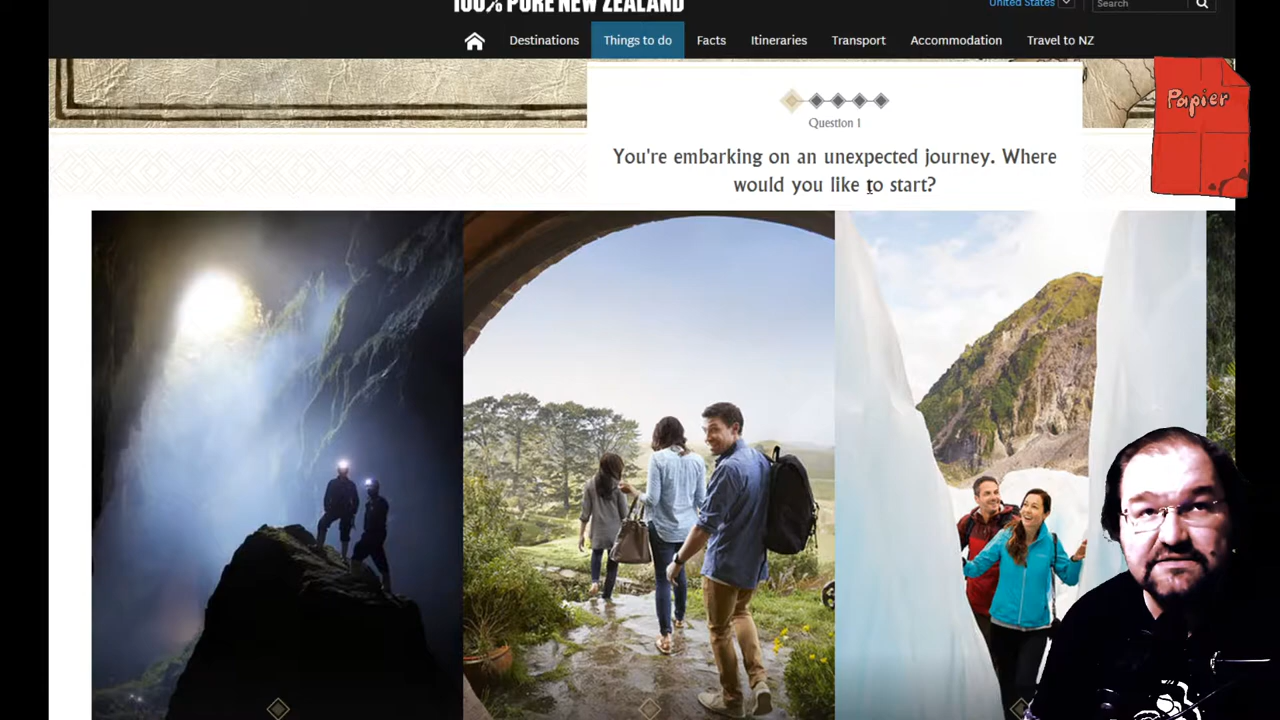 100% PURE NEW ZEALAND
United States
Search
Destinations
Things to do
Facts
Itineraries
Transport
Accommodation
Travel to NZ
Papier
Question 1
You're embarking on an unexpected journey. Where
would you like to start?